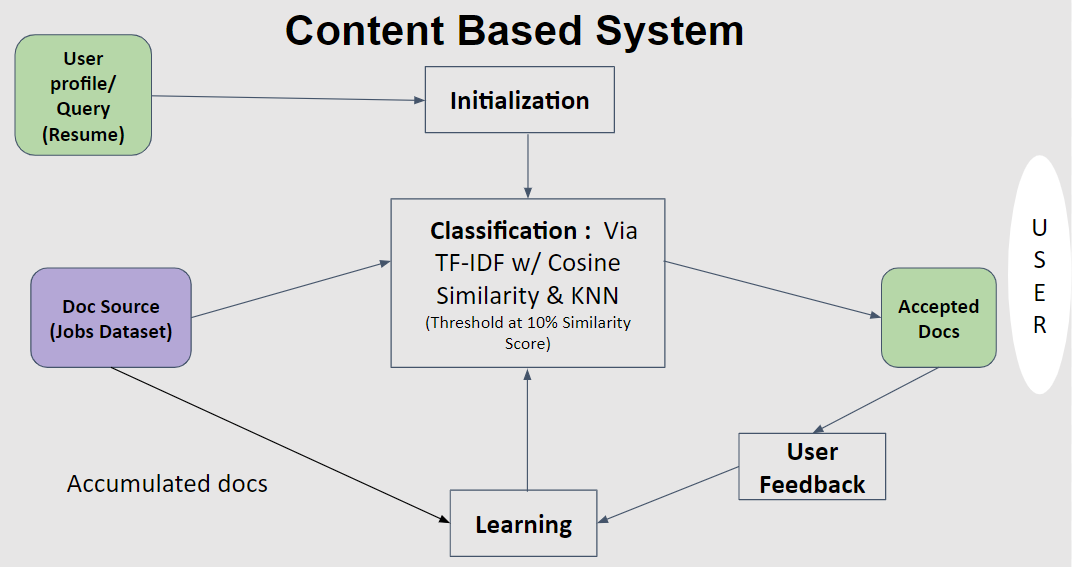 Content Based System
User
profile/
Query
(Resume)
Initialization
Classification : Via
TF-IDF w/ Cosine
Similarity & KNN
(Threshold at 10% Similarity
Score)
Doc Source
(Jobs Dataset)
Accepted
Docs
U
S
E
R
User
Feedback
Accumulated docs
Learning